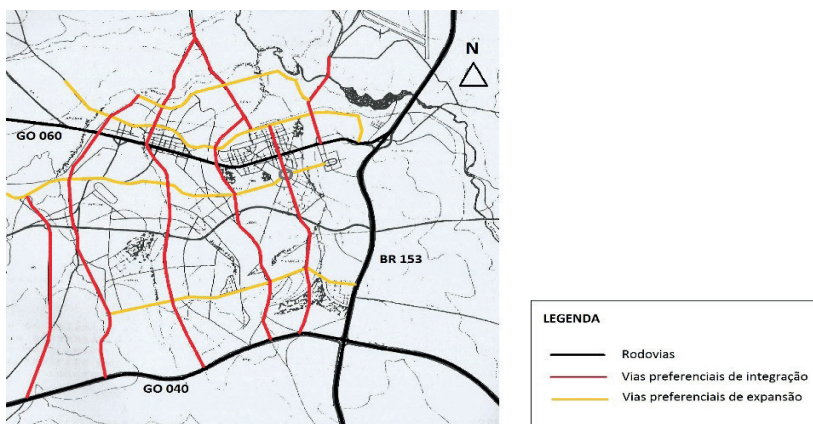 N
GO 060
BR 153
GO 040
LEGENDA
Rodovias
Vias preferenciais de integração
Vias preferenciais de expansão